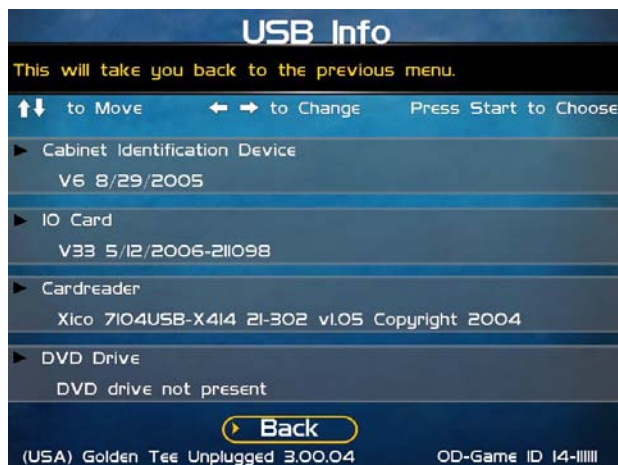 USB Info
This will take you back to the previous menu.
to Move to Change Press Start to Choose
Cabinet Identification Device
V6 8/29/2005
IO Card
V33 5/12/2006-211098
Cardreader
Xico 7104USB-X414 21-302 v1.05 Copyright 2004
DVD Drive
DVD drive not present
Back
(USA) Golden Tee Unplugged 3.00.04 OD-Game ID 14-111111